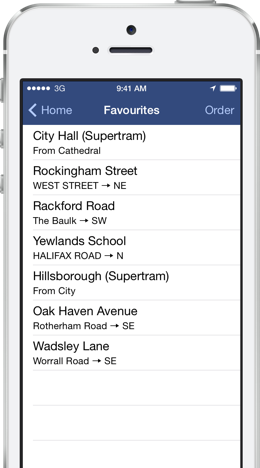 3G 9:41 AM
Home Favourites Order
City Hall (Supertram)
From Cathedral
Rockingham Street
WEST STREET → NE
Rackford Road
The Baulk → SW
Yewlands School
HALIFAX ROAD → N
Hillsborough (Supertram)
From City
Oak Haven Avenue
Rotherham Road → SE
Wadsley Lane
Worrall Road → SE